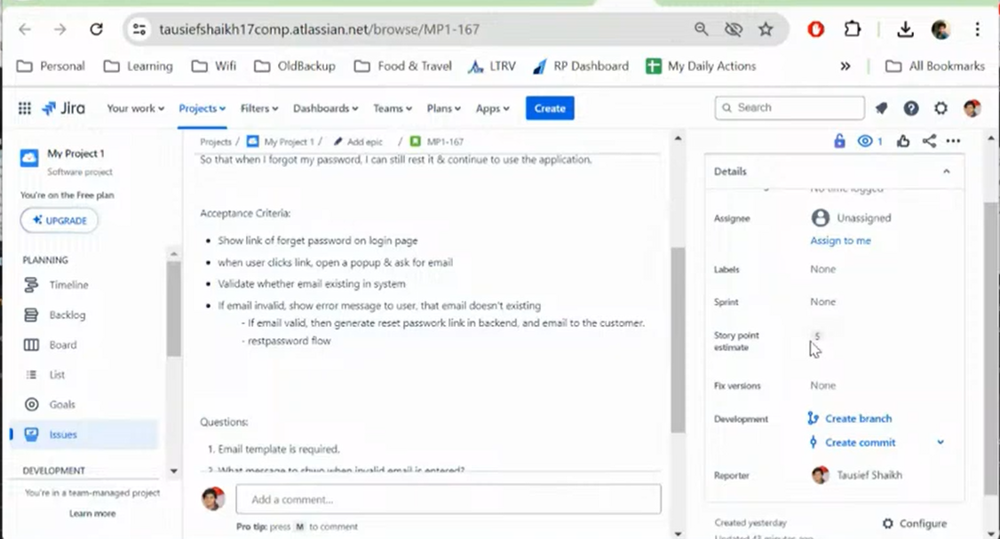 tausiefshaikh17comp.atlassian.net/browse/MP1-167
Personal Learning Wifi OldBackup Food & Travel LTRV RP Dashboard My Daily Actions » All Bookmarks
Jira Your work Projects Filters Dashboards Teams Plans Apps Create Search
My Project 1
Software project
You're on the Free plan
UPGRADE
PLANNING
Timeline
Backlog
Board
List
Goals
Issues
DEVELOPMENT
You're in a team-managed project
Learn more
Projects / My Project 1 / Add epic / MP1-167
So that when I forgot my password, I can still rest it & continue to use the application.
Acceptance Criteria:
• Show link of forget password on login page
• when user clicks link, open a popup & ask for email
• Validate whether email existing in system
• If email invalid, show error message to user, that email doesn't existing
- If email valid, then generate reset passwork link in backend, and email to the customer.
- restpassword flow
Questions:
1. Email template is required.
2. What message to shwn when invalid email is entered?
Add a comment...
Pro tip: press M to comment
1
Details
No time logged
Assignee Unassigned
Assign to me
Labels None
Sprint None
Story point estimate 5
Fix versions None
Development Create branch
Create commit
Reporter Tausief Shaikh
Created yesterday Configure
Updated 43 minutes ago